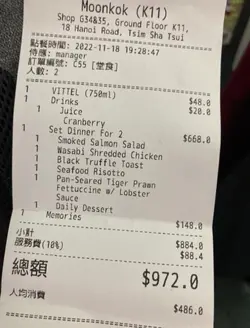 Moonkok (K11)
Shop G34&35, Ground Floor K11,
18 Hanoi Road, Tsim Sha Tsui
點餐時間: 2022-11-18 19:28:47
侍應: manager
訂單編號: C55 [堂食]
人數: 2
1 VITTEL (750ml) $48.0
1 Drinks $20.0
1 Juice
Cranberry
1 Set Dinner For 2 $668.0
1 Smoked Salmon Salad
1 Wasabi Shredded Chicken
1 Black Truffle Toast
1 Seafood Risotto
1 Pan-Seared Tiger Prawn
Fettuccine w/ Lobster
Sauce
1 Daily Dessert
1 Memories $148.0
小計 $884.0
服務費(10%) $88.4
總額 $972.0
人均消費 $486.0